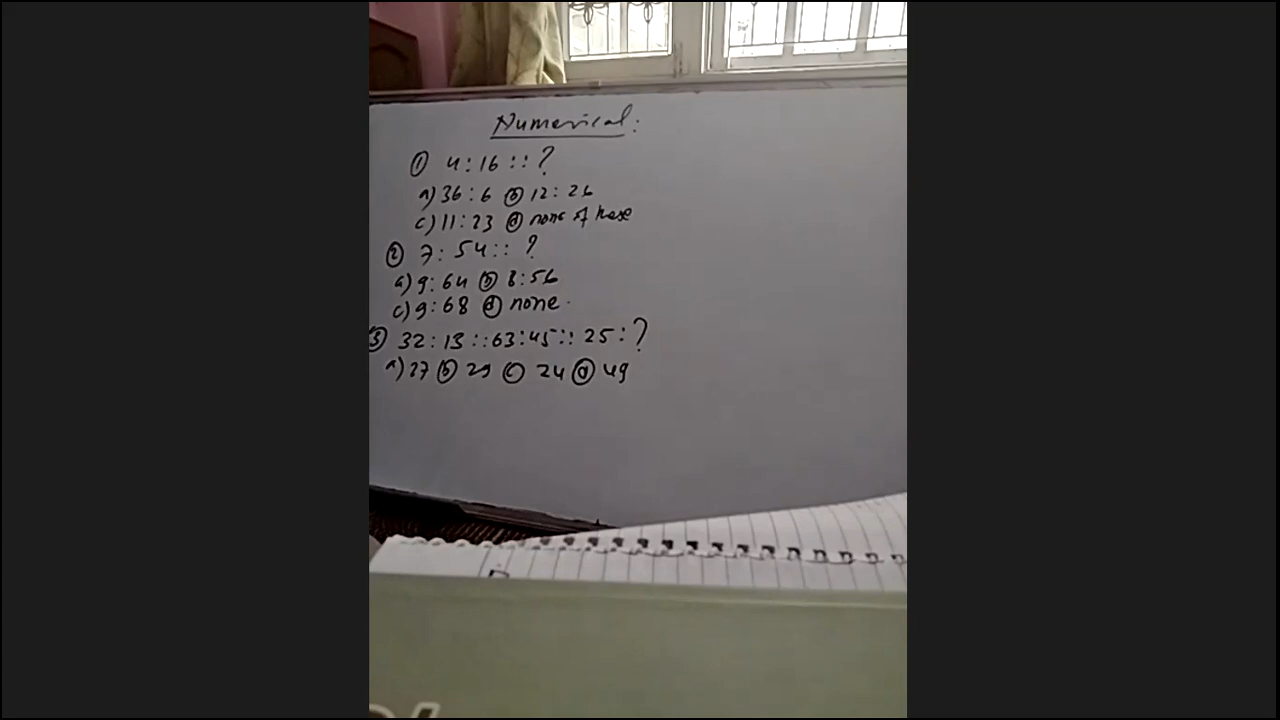 Numerical:
① 4:16::?
a) 36:6 ⓑ 12:26
c) 11:23 ⓓ none of these
② 7:54::?
a) 9:64 ⓑ 8:56
c) 9:68 ⓓ none.
③ 32:13::63:45::25:?
a) 27 ⓑ 29 ⓒ 24 ⓓ 49